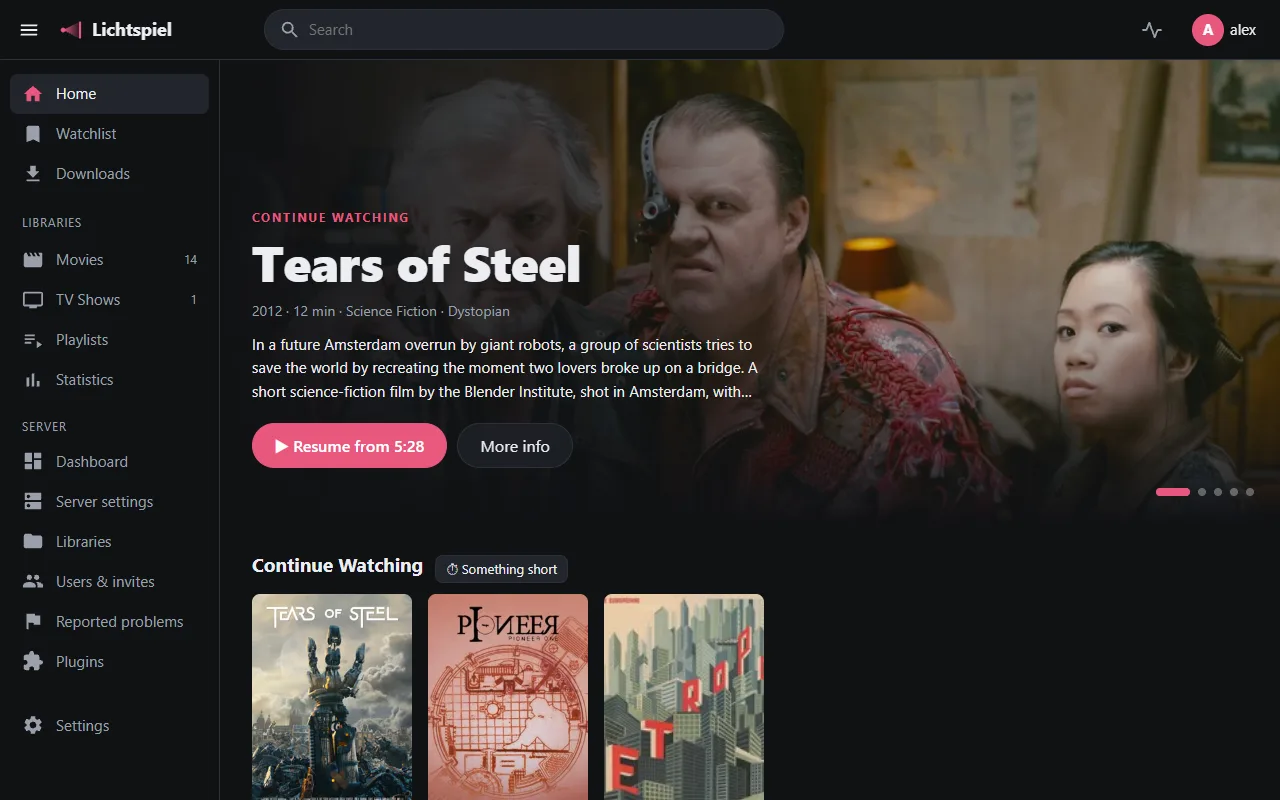 Lichtspiel
Search
A
alex
Home
Watchlist
Downloads
LIBRARIES
Movies 14
TV Shows 1
Playlists
Statistics
SERVER
Dashboard
Server settings
Libraries
Users & invites
Reported problems
Plugins
Settings
CONTINUE WATCHING
Tears of Steel
2012 · 12 min · Science Fiction · Dystopian
In a future Amsterdam overrun by giant robots, a group of scientists tries to
save the world by recreating the moment two lovers broke up on a bridge. A
short science-fiction film by the Blender Institute, shot in Amsterdam, with...
▶ Resume from 5:28
More info
Continue Watching
⏱ Something short
TEARS OF STEEL
PIONEER
PIONEER ONE
ETROP